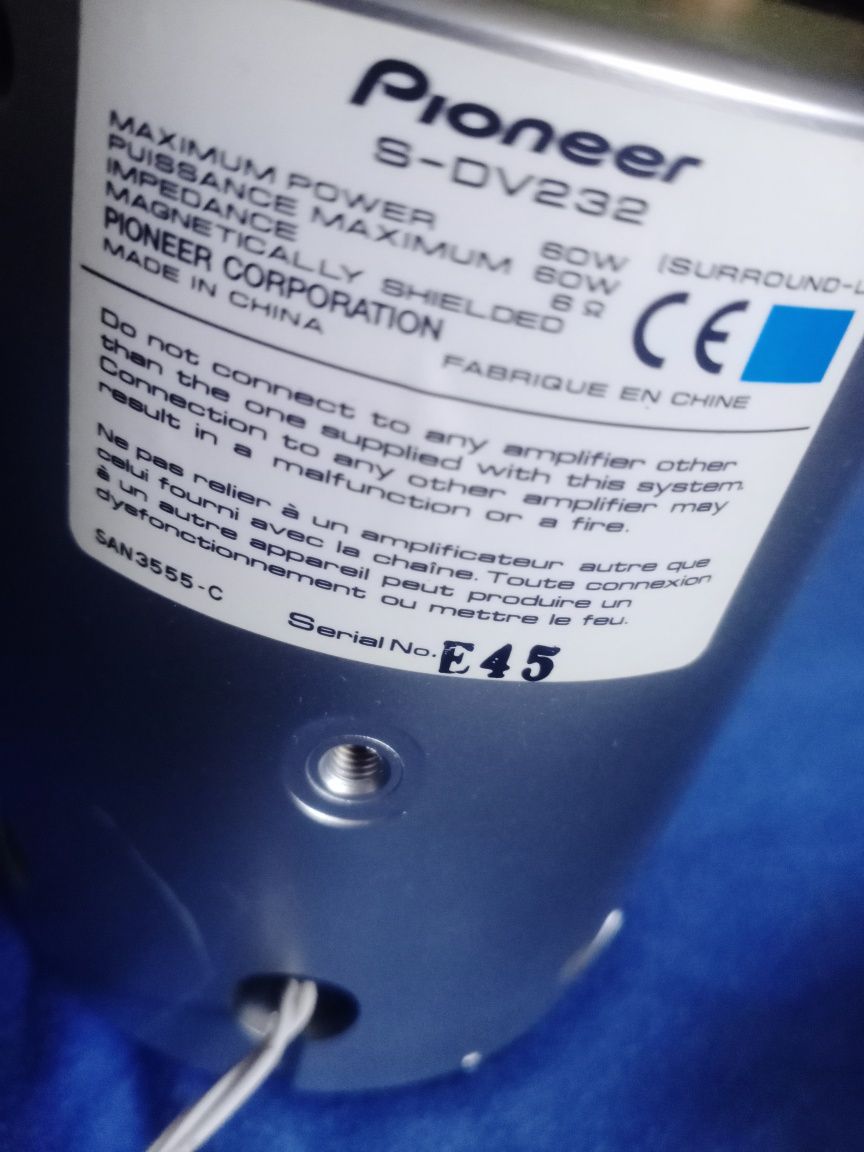 Pioneer
S-DV232
MAXIMUM POWER 60W (SURROUND-L
PUISSANCE MAXIMUM 60W
IMPEDANCE 6 Ω
MAGNETICALLY SHIELDED
PIONEER CORPORATION
MADE IN CHINA FABRIQUE EN CHINE
CE
Do not connect to any amplifier other
than the one supplied with this system.
Connection to any other amplifier may
result in a malfunction or a fire.
Ne pas relier à un amplificateur autre que
celui fourni avec la chaîne. Toute connexion
à un autre appareil peut produire un
dysfonctionnement ou mettre le feu.
SAN3555-C
Serial No. E45